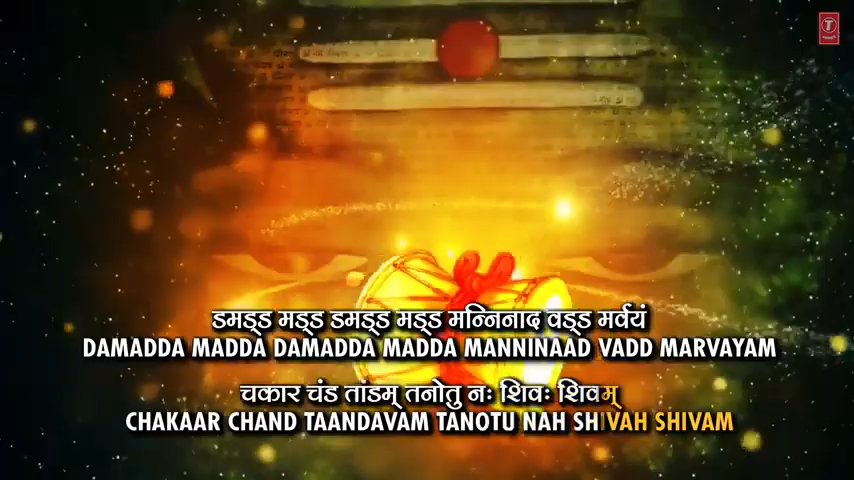 डमड्ड मड्ड डमड्ड मड्ड मन्निनाद वड्ड मर्वयं
DAMADDA MADDA DAMADDA MADDA MANNINAAD VADD MARVAYAM
चकार चंड तांडम् तनोतु नः शिवः शिवम्
CHAKAAR CHAND TAANDAVAM TANOTU NAH SHIVAH SHIVAM